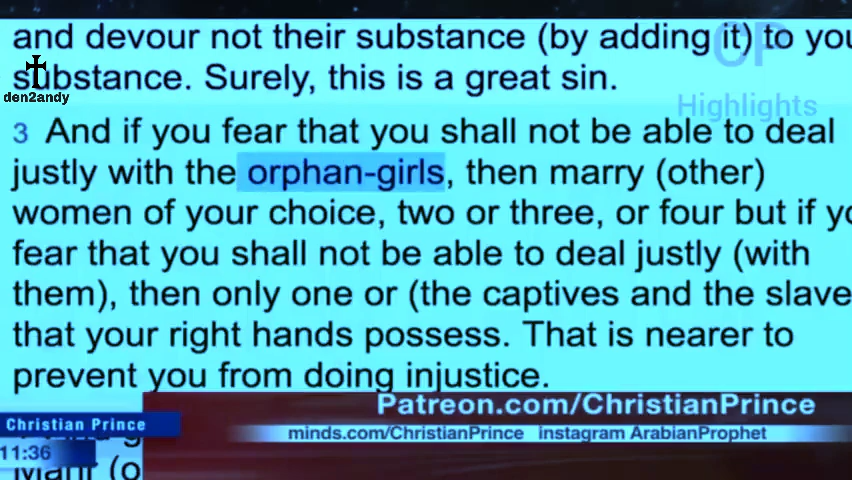 and devour not their substance (by adding it) to you
substance. Surely, this is a great sin.
CP
Highlights
den2andy
3 And if you fear that you shall not be able to deal
justly with the orphan-girls, then marry (other)
women of your choice, two or three, or four but if yo
fear that you shall not be able to deal justly (with
them), then only one or (the captives and the slave
that your right hands possess. That is nearer to
prevent you from doing injustice.
Patreon.com/ChristianPrince
Christian Prince
minds.com/ChristianPrince instagram ArabianProphet
11:36
Mahr (o